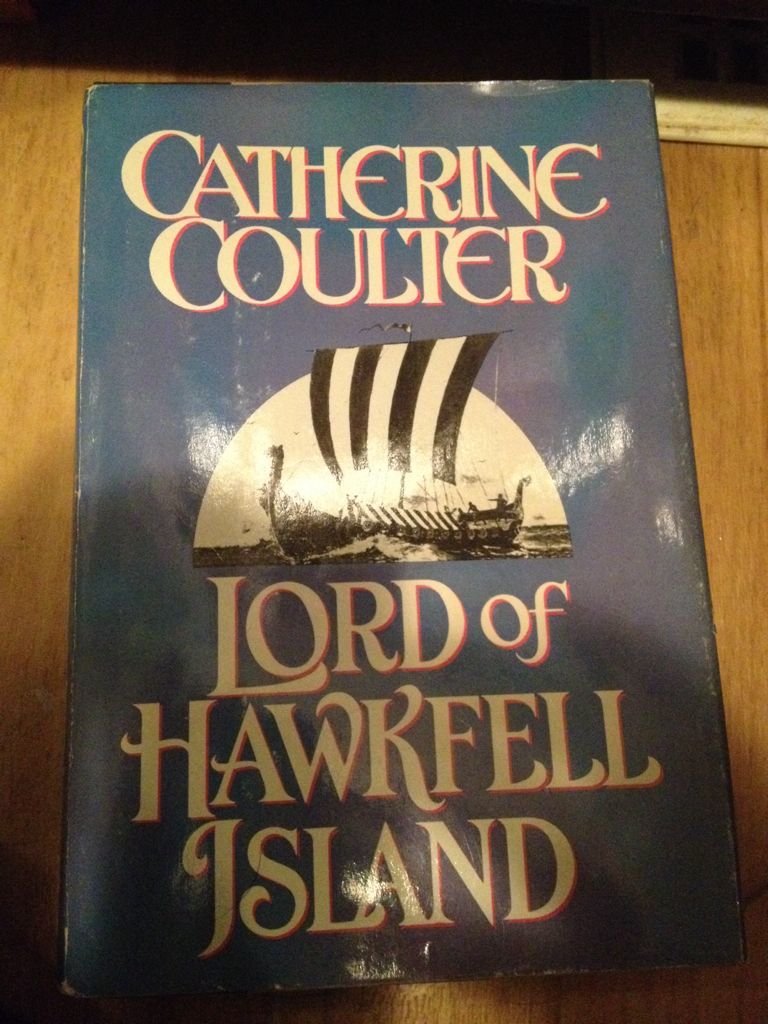 CATHERINE
COULTER
LORD OF
HAWKFELL
ISLAND